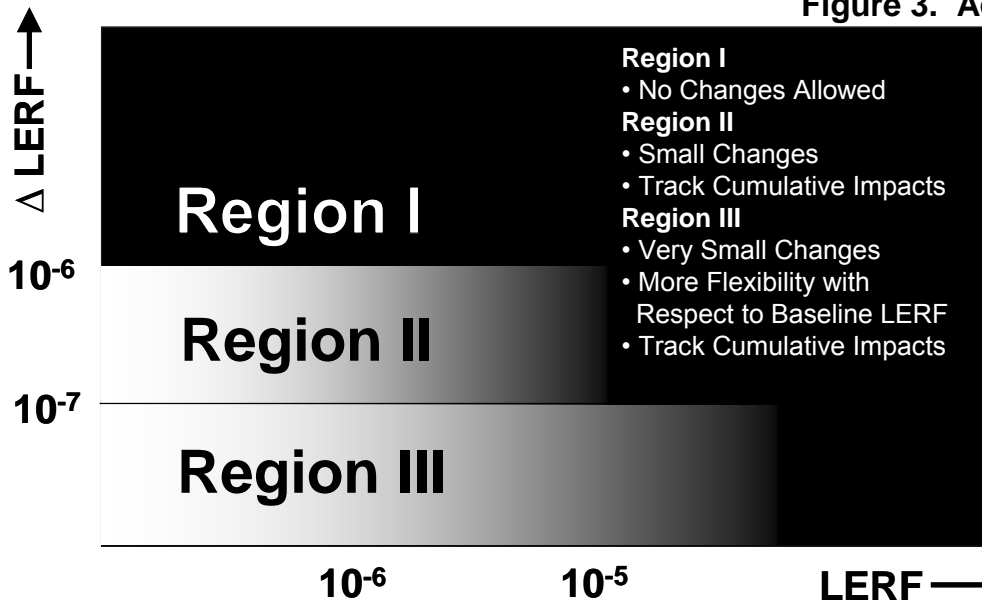 Figure 3.
Δ LERF
Region I
• No Changes Allowed
Region II
• Small Changes
• Track Cumulative Impacts
Region III
• Very Small Changes
• More Flexibility with
Respect to Baseline LERF
• Track Cumulative Impacts
Region I
10-6
Region II
10-7
Region III
10-6 10-5 LERF